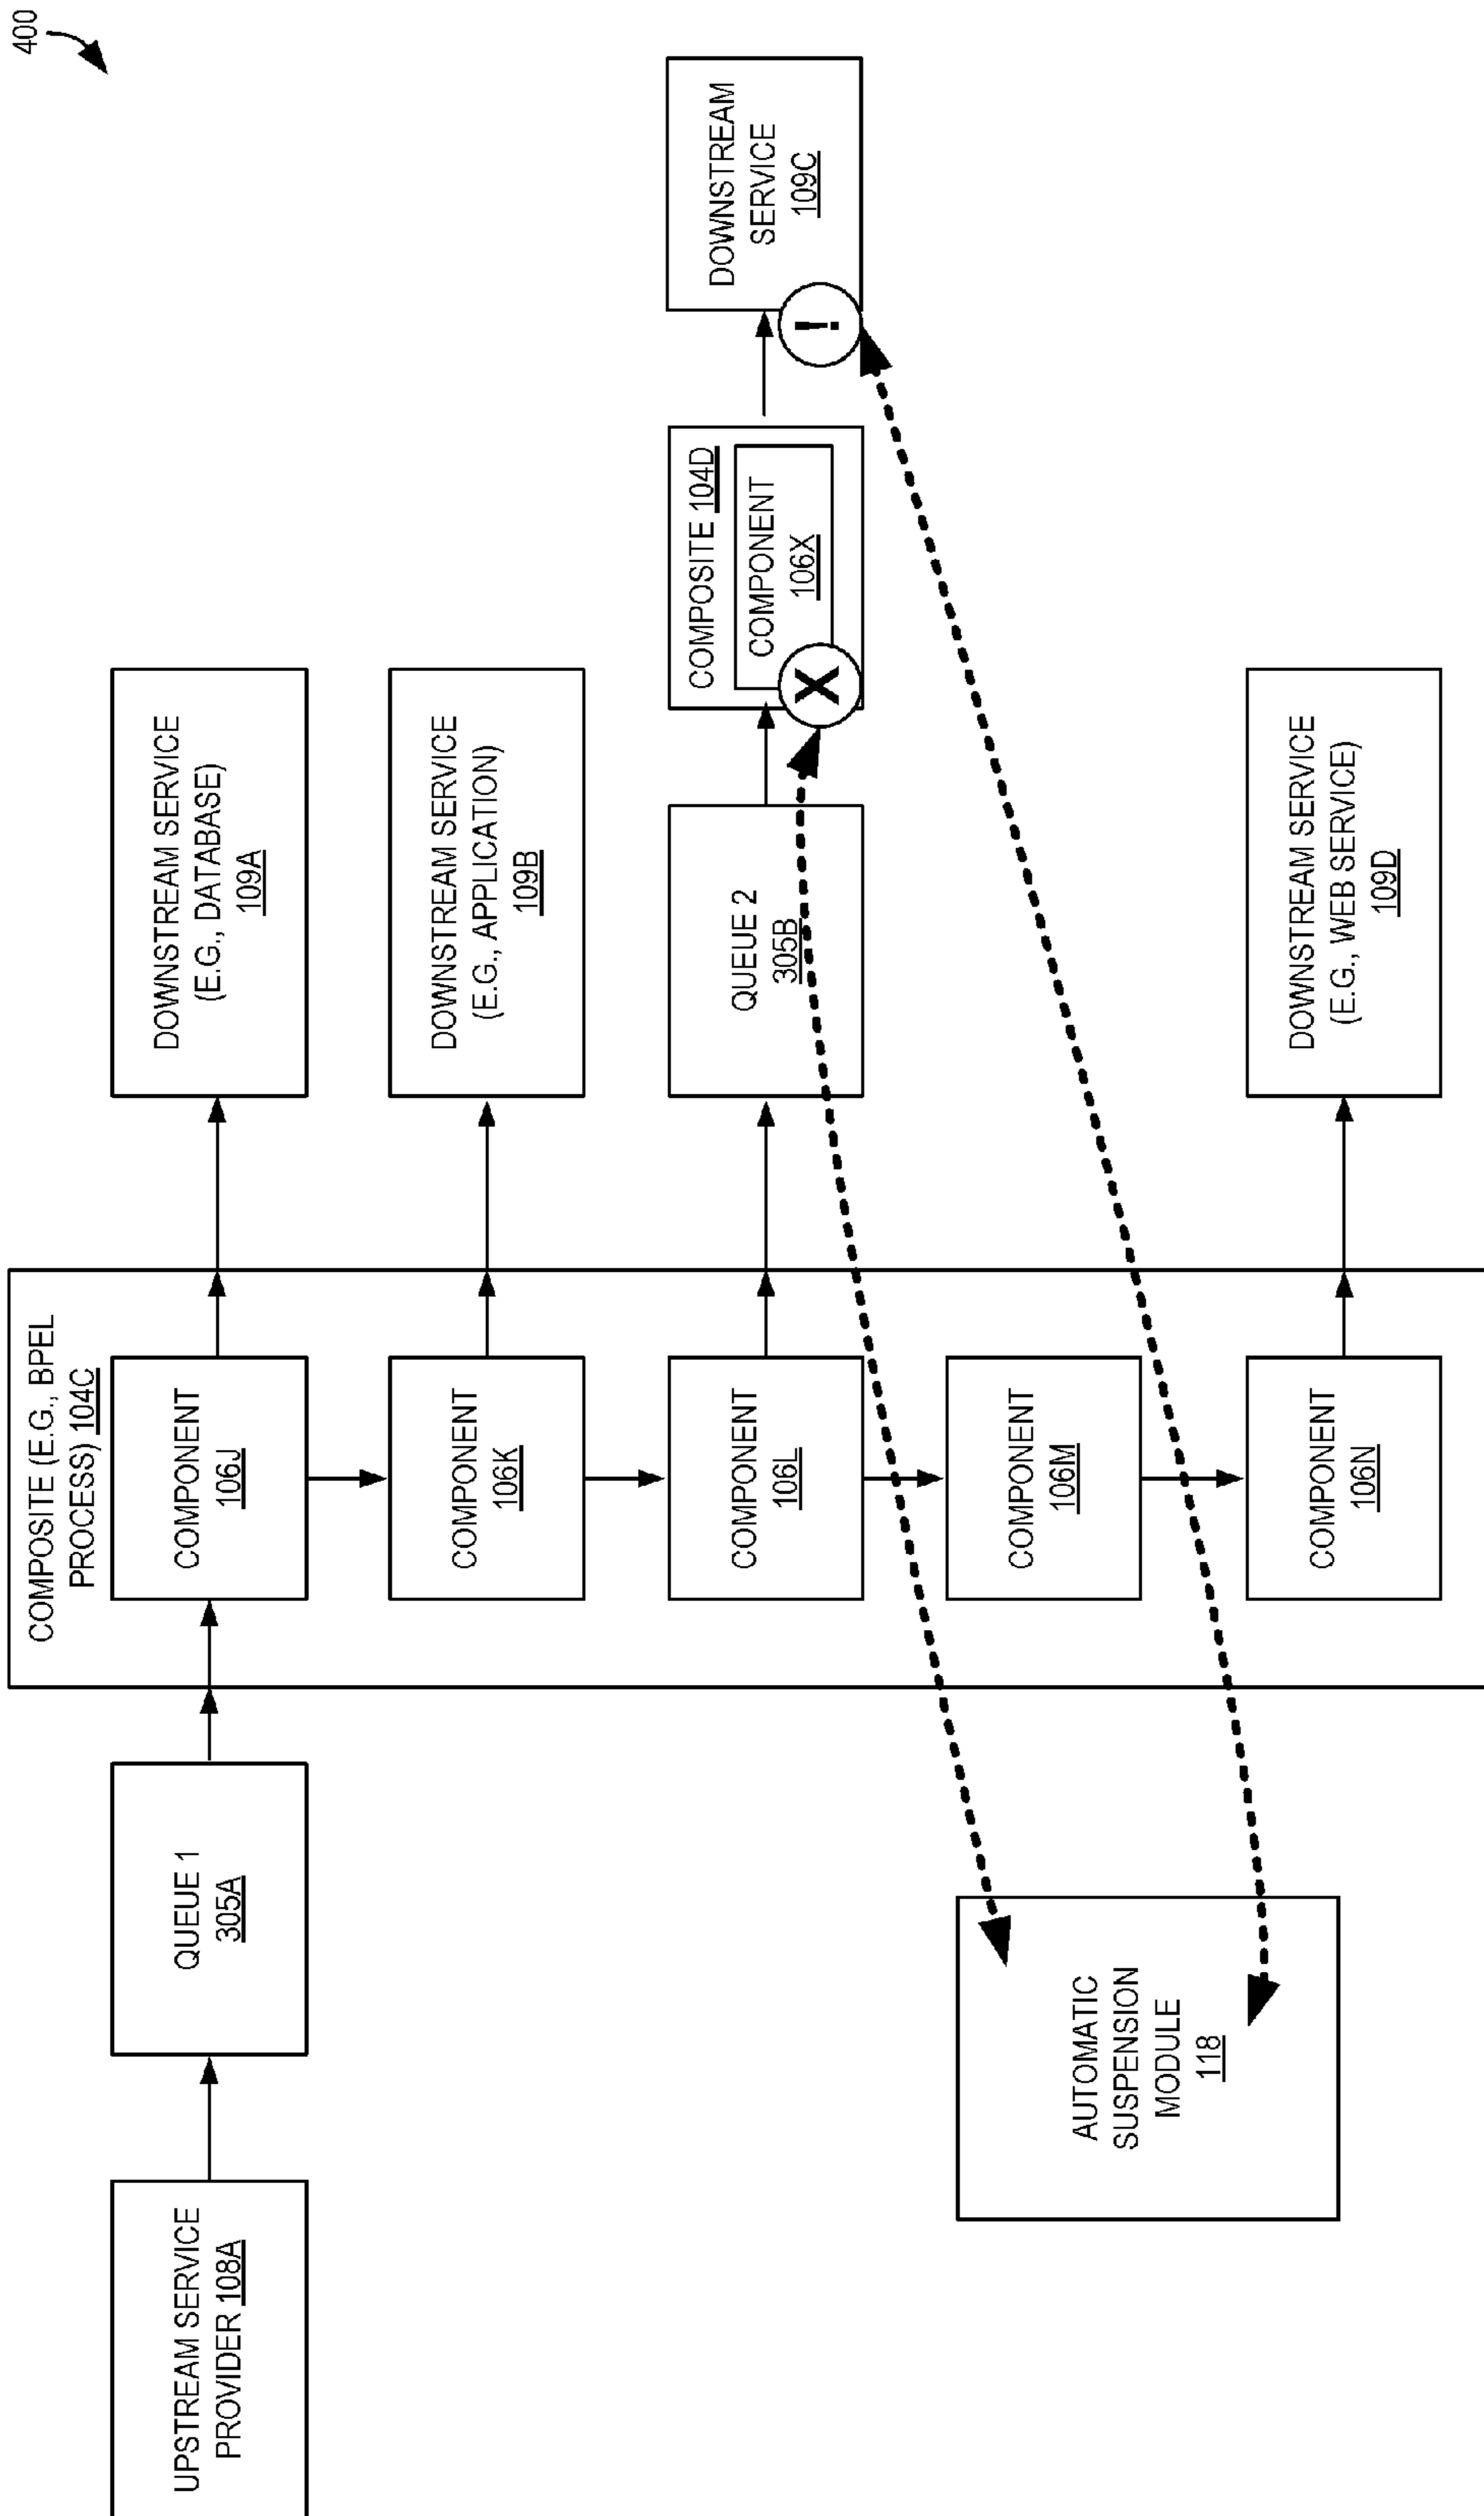 400
UPSTREAM SERVICE
PROVIDER 108A
QUEUE 1
305A
COMPOSITE (E.G., BPEL
PROCESS) 104C
COMPONENT
106J
DOWNSTREAM SERVICE
(E.G., DATABASE)
109A
COMPONENT
106K
DOWNSTREAM SERVICE
(E.G., APPLICATION)
109B
COMPONENT
106L
QUEUE 2
305B
COMPOSITE 104D
COMPONENT
106X
X
DOWNSTREAM
SERVICE
109C
!
COMPONENT
106M
AUTOMATIC
SUSPENSION
MODULE
118
COMPONENT
106N
DOWNSTREAM SERVICE
(E.G., WEB SERVICE)
109D